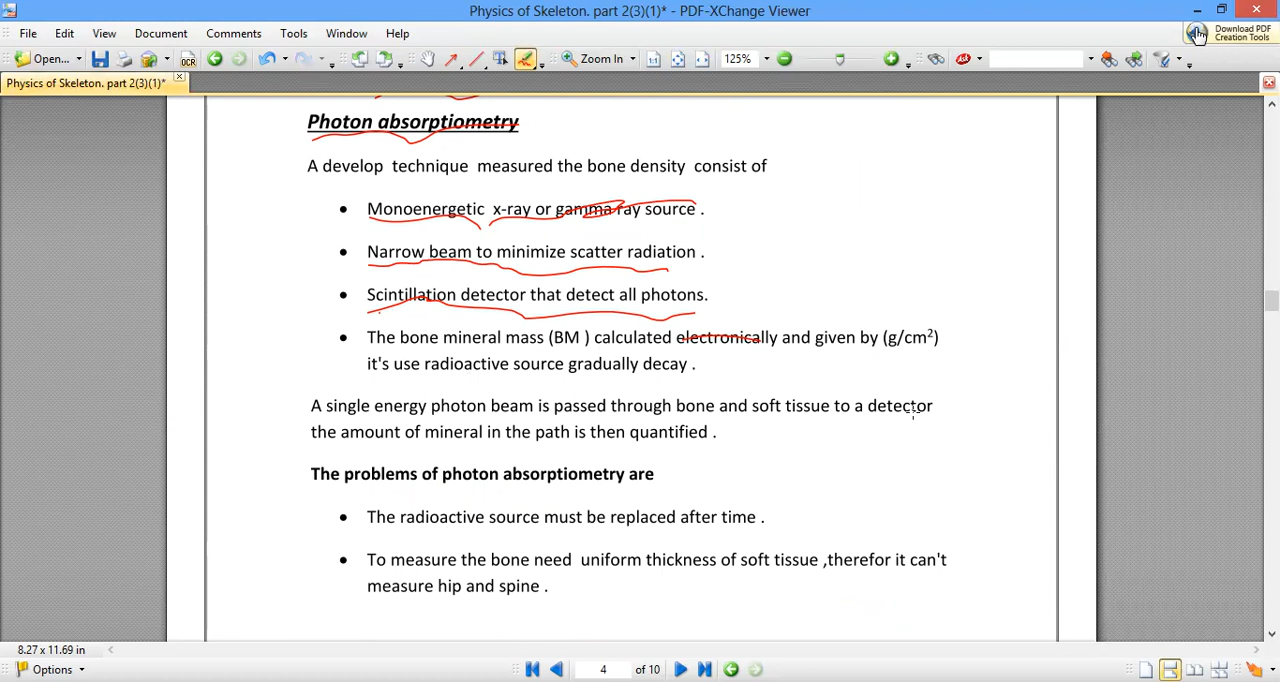 Physics of Skeleton. part 2(3)(1)* - PDF-XChange Viewer
File Edit View Document Comments Tools Window Help
Download PDF
Creation Tools
Open... OCR Zoom In 125%
Physics of Skeleton. part 2(3)(1)*
Photon absorptiometry
A develop technique measured the bone density consist of
• Monoenergetic x-ray or gamma ray source .
• Narrow beam to minimize scatter radiation .
• Scintillation detector that detect all photons.
• The bone mineral mass (BM ) calculated electronically and given by (g/cm²)
it's use radioactive source gradually decay .
A single energy photon beam is passed through bone and soft tissue to a detector
the amount of mineral in the path is then quantified .
The problems of photon absorptiometry are
• The radioactive source must be replaced after time .
• To measure the bone need uniform thickness of soft tissue ,therefor it can't
measure hip and spine .
8.27 x 11.69 in
Options 4 of 10